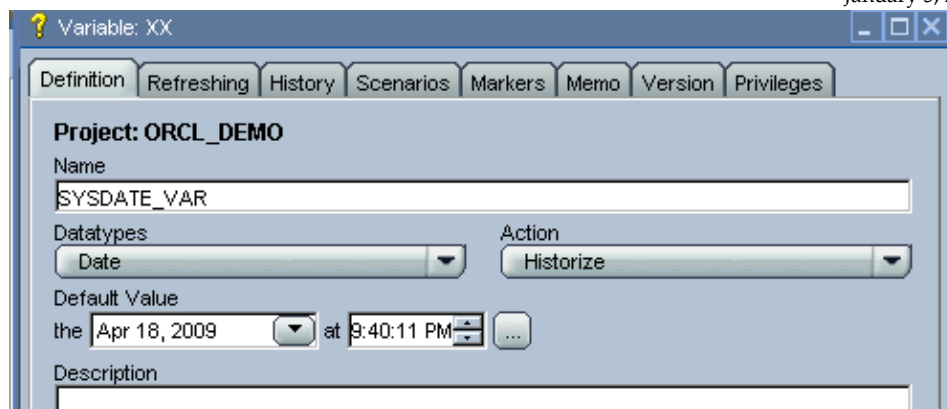 Variable: XX
Definition Refreshing History Scenarios Markers Memo Version Privileges
Project: ORCL_DEMO
Name
SYSDATE_VAR
Datatypes Action
Date Historize
Default Value
the Apr 18, 2009 at 9:40:11 PM ...
Description